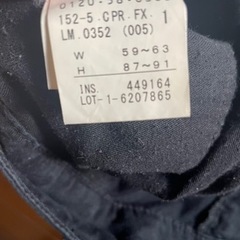 152-5.CPR.FX. 1
LM.0352 (005)
W 59~63
H 87~91
INS. 449164
LOT-1-6207865